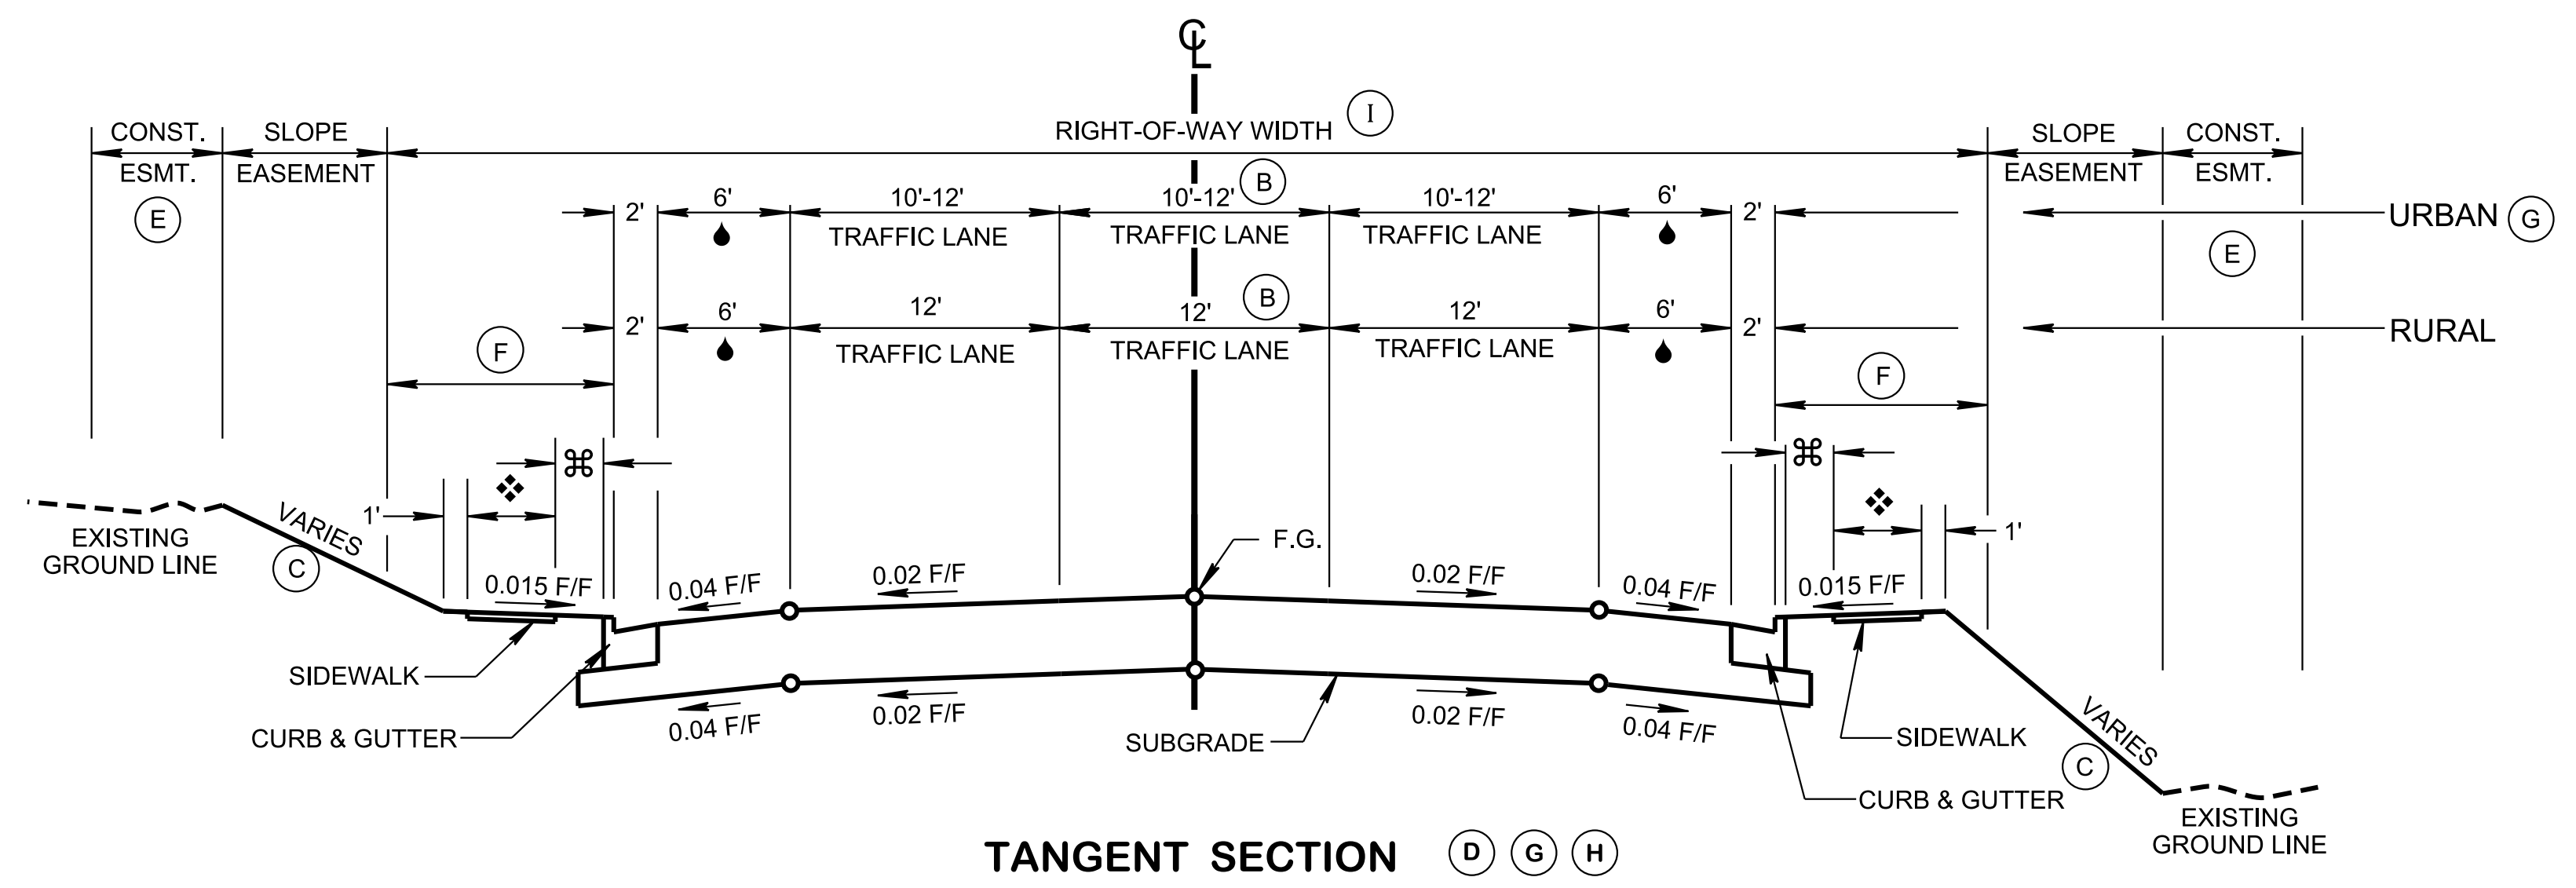 ℄
RIGHT-OF-WAY WIDTH I
CONST. ESMT.
E
SLOPE EASEMENT
SLOPE EASEMENT
CONST. ESMT.
E
2' 6' 10'-12' 10'-12' B 10'-12' 6' 2'
TRAFFIC LANE TRAFFIC LANE TRAFFIC LANE
URBAN G
2' 6' 12' 12' B 12' 6' 2'
TRAFFIC LANE TRAFFIC LANE TRAFFIC LANE
RURAL
F F
⌘ ⌘
❖ ❖
1' 1'
EXISTING
GROUND LINE
VARIES
C
F.G.
0.015 F/F 0.04 F/F 0.02 F/F 0.02 F/F 0.04 F/F 0.015 F/F
SIDEWALK
CURB & GUTTER
0.04 F/F 0.02 F/F 0.02 F/F 0.04 F/F
SUBGRADE
SIDEWALK
CURB & GUTTER
VARIES
C
EXISTING
GROUND LINE
TANGENT SECTION D G H